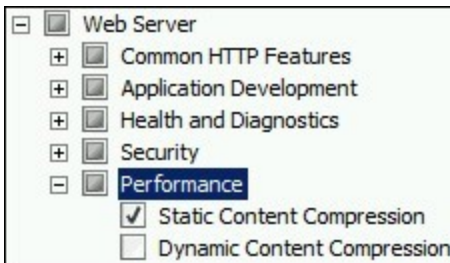 Web Server
Common HTTP Features
Application Development
Health and Diagnostics
Security
Performance
Static Content Compression
Dynamic Content Compression